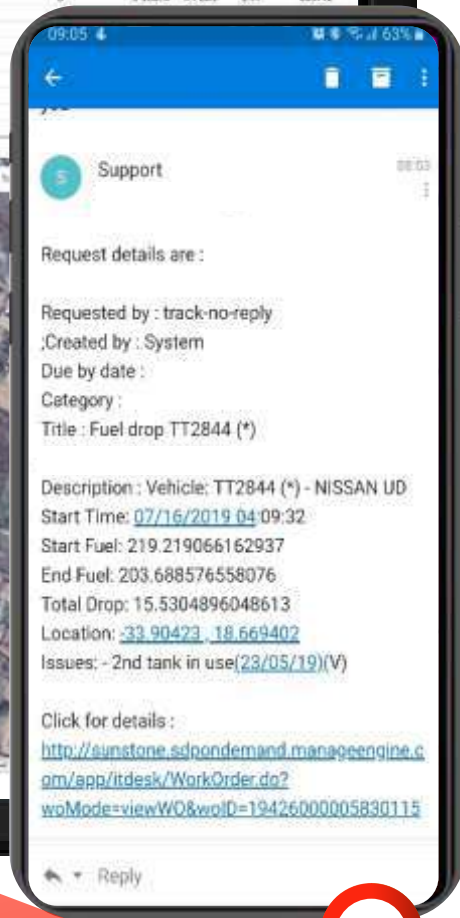 09:05
63%
S
Support
08:03
Request details are :
Requested by : track-no-reply
;Created by : System
Due by date :
Category :
Title : Fuel drop TT2844 (*)
Description : Vehicle: TT2844 (*) - NISSAN UD
Start Time: 07/16/2019 04:09:32
Start Fuel: 219.219066162937
End Fuel: 203.688576558076
Total Drop: 15.5304896048613
Location: -33.90423 , 18.669402
Issues: - 2nd tank in use(23/05/19)(V)
Click for details :
http://sunstone.sdpondemand.manageengine.c
om/app/itdesk/WorkOrder.do?
woMode=viewWO&woID=19426000005830115
Reply